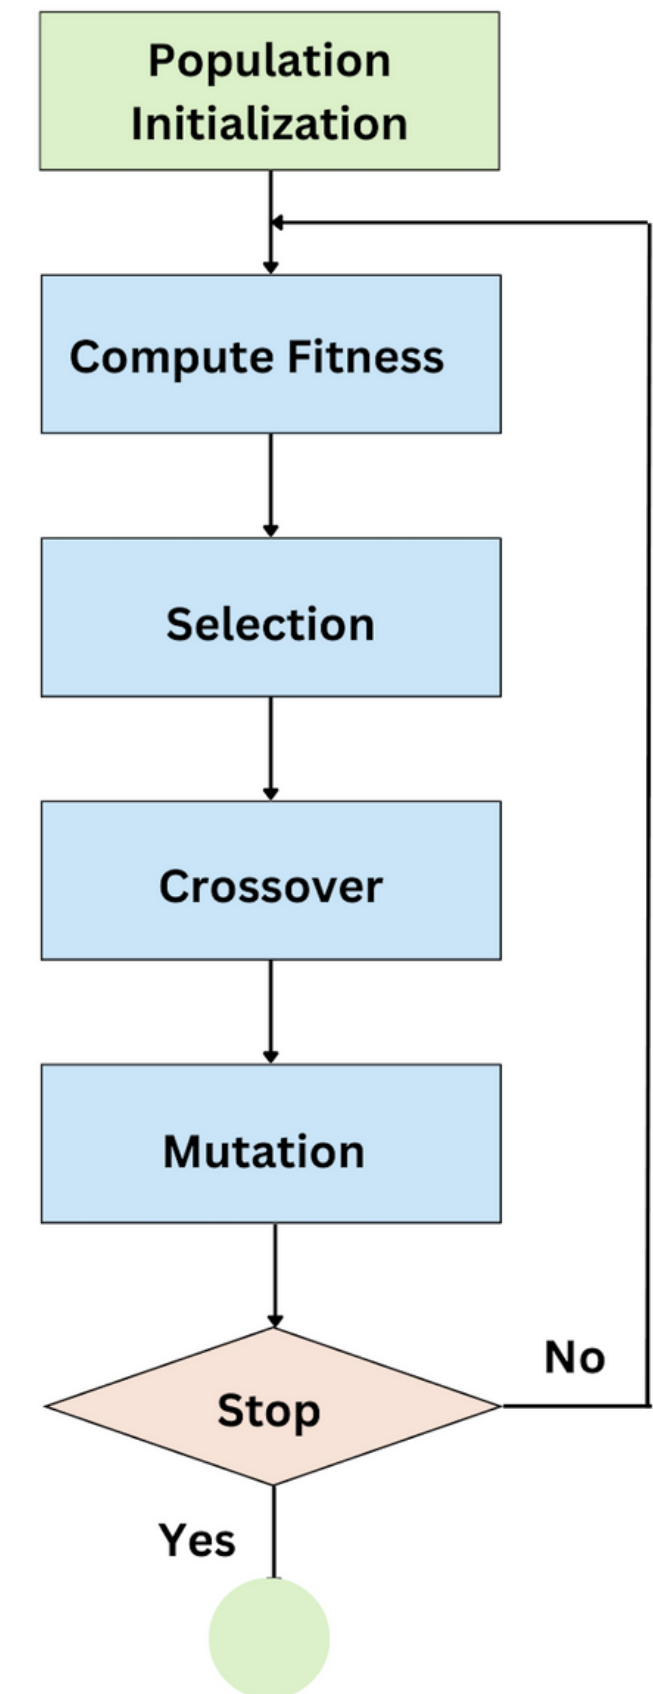 Population
Initialization
Compute Fitness
Selection
Crossover
Mutation
Stop
No
Yes